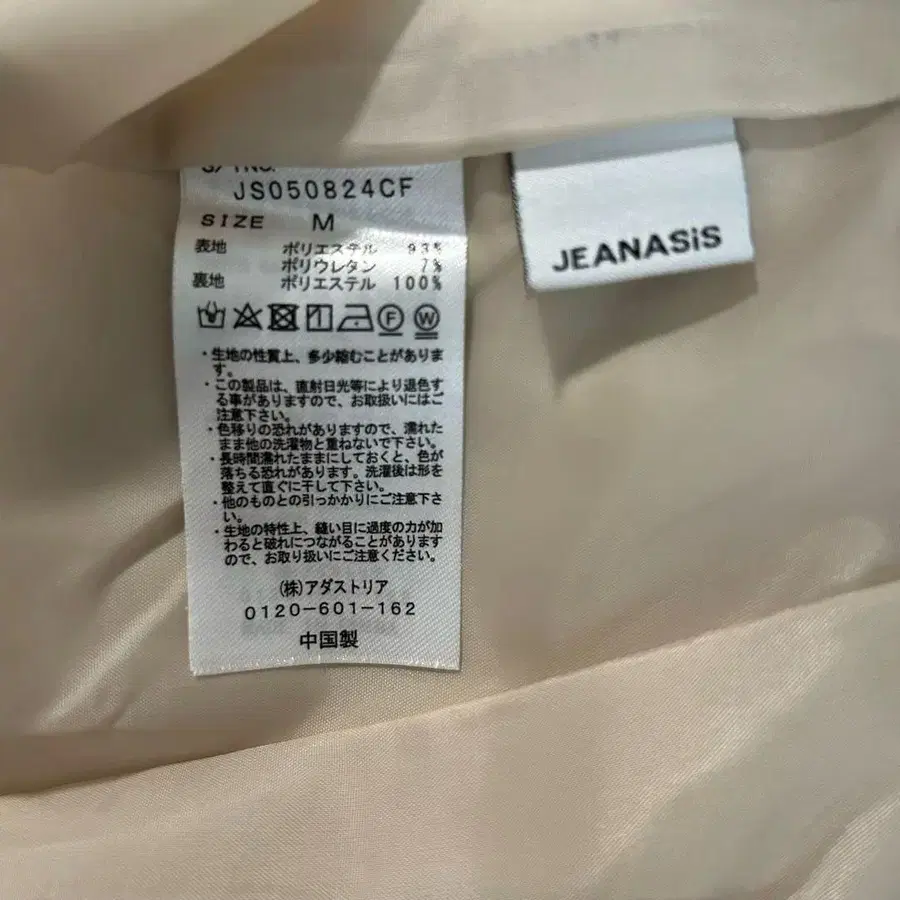 S/TNO.
JS050824CF
SIZE M
表地 ポリエステル 93%
ポリウレタン 7%
裏地 ポリエステル 100%
F W
・生地の性質上、多少縮むことがありま
す。
・この製品は、直射日光等により退色す
る事がありますので、お取扱いにはご
注意下さい。
・色移りの恐れがありますので、濡れた
まま他の洗濯物と重ねないで下さい。
・長時間濡れたままにしておくと、色が
落ちる恐れがあります。洗濯後は形を
整えて直ぐに干して下さい。
・他のものとの引っかかりにご注意下さ
い。
・生地の特性上、縫い目に過度の力が加
わると破れにつながることがあります
ので、お取り扱いにご注意ください。
(株)アダストリア
0120-601-162
中国製
JEANASiS